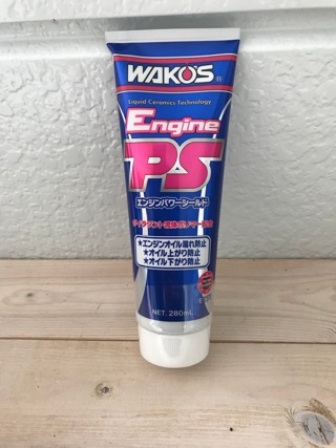 WAKO'S®
Liquid Ceramics Technology
Engine
PS
エンジンパワーシールド
★エンジンオイル漏れ防止
★オイル上がり防止
★オイル下がり防止
NET. 280mL